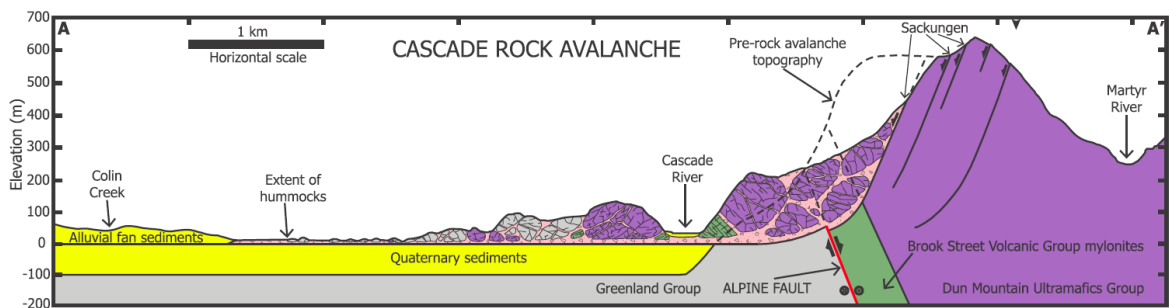 A
1 km
Horizontal scale
CASCADE ROCK AVALANCHE
Pre-rock avalanche
topography
Sackungen
A'
Elevation (m)
700
600
500
400
300
200
100
0
-100
-200
Colin
Creek
Extent of
hummocks
Cascade
River
Martyr
River
Alluvial fan sediments
Quaternary sediments
Greenland Group
ALPINE FAULT
Brook Street Volcanic Group mylonites
Dun Mountain Ultramafics Group